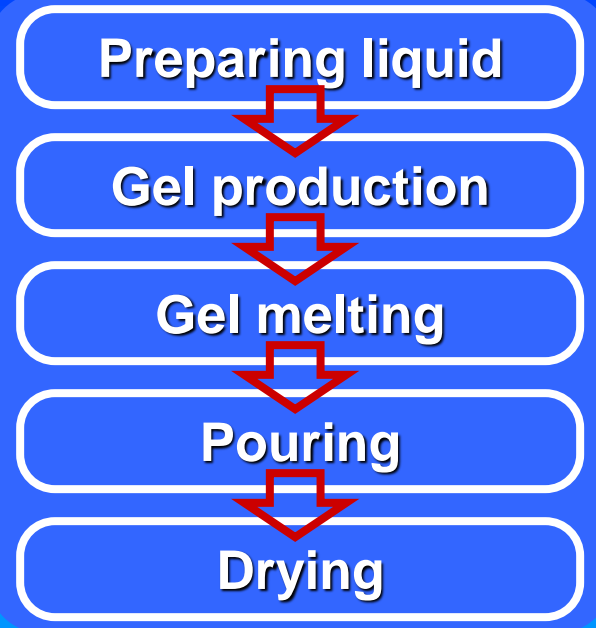 Preparing liquid
Gel production
Gel melting
Pouring
Drying